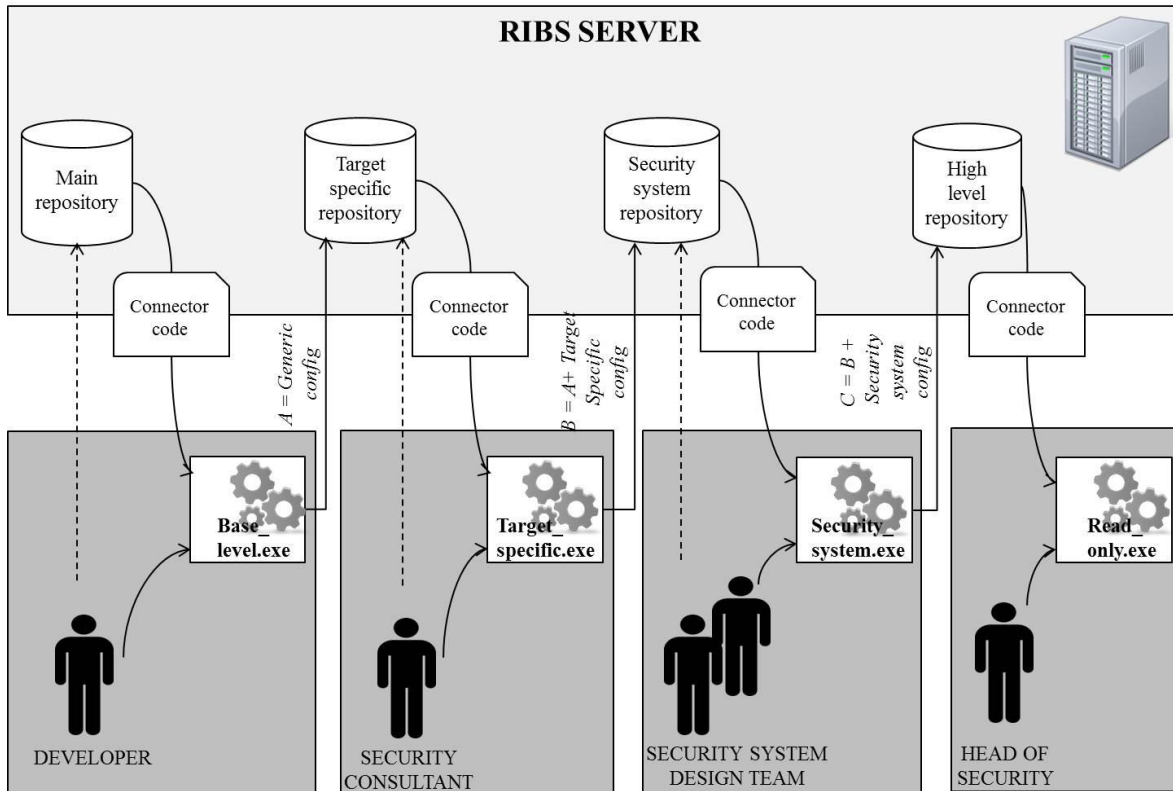 RIBS SERVER
Main
repository
Target
specific
repository
Security
system
repository
High
level
repository
Connector
code
Connector
code
Connector
code
Connector
code
A = Generic
config
B = A+ Target
Specific
config
C = B +
Security
system
config
Base_
level.exe
Target_
specific.exe
Security_
system.exe
Read_
only.exe
DEVELOPER
SECURITY
CONSULTANT
SECURITY SYSTEM
DESIGN TEAM
HEAD OF
SECURITY